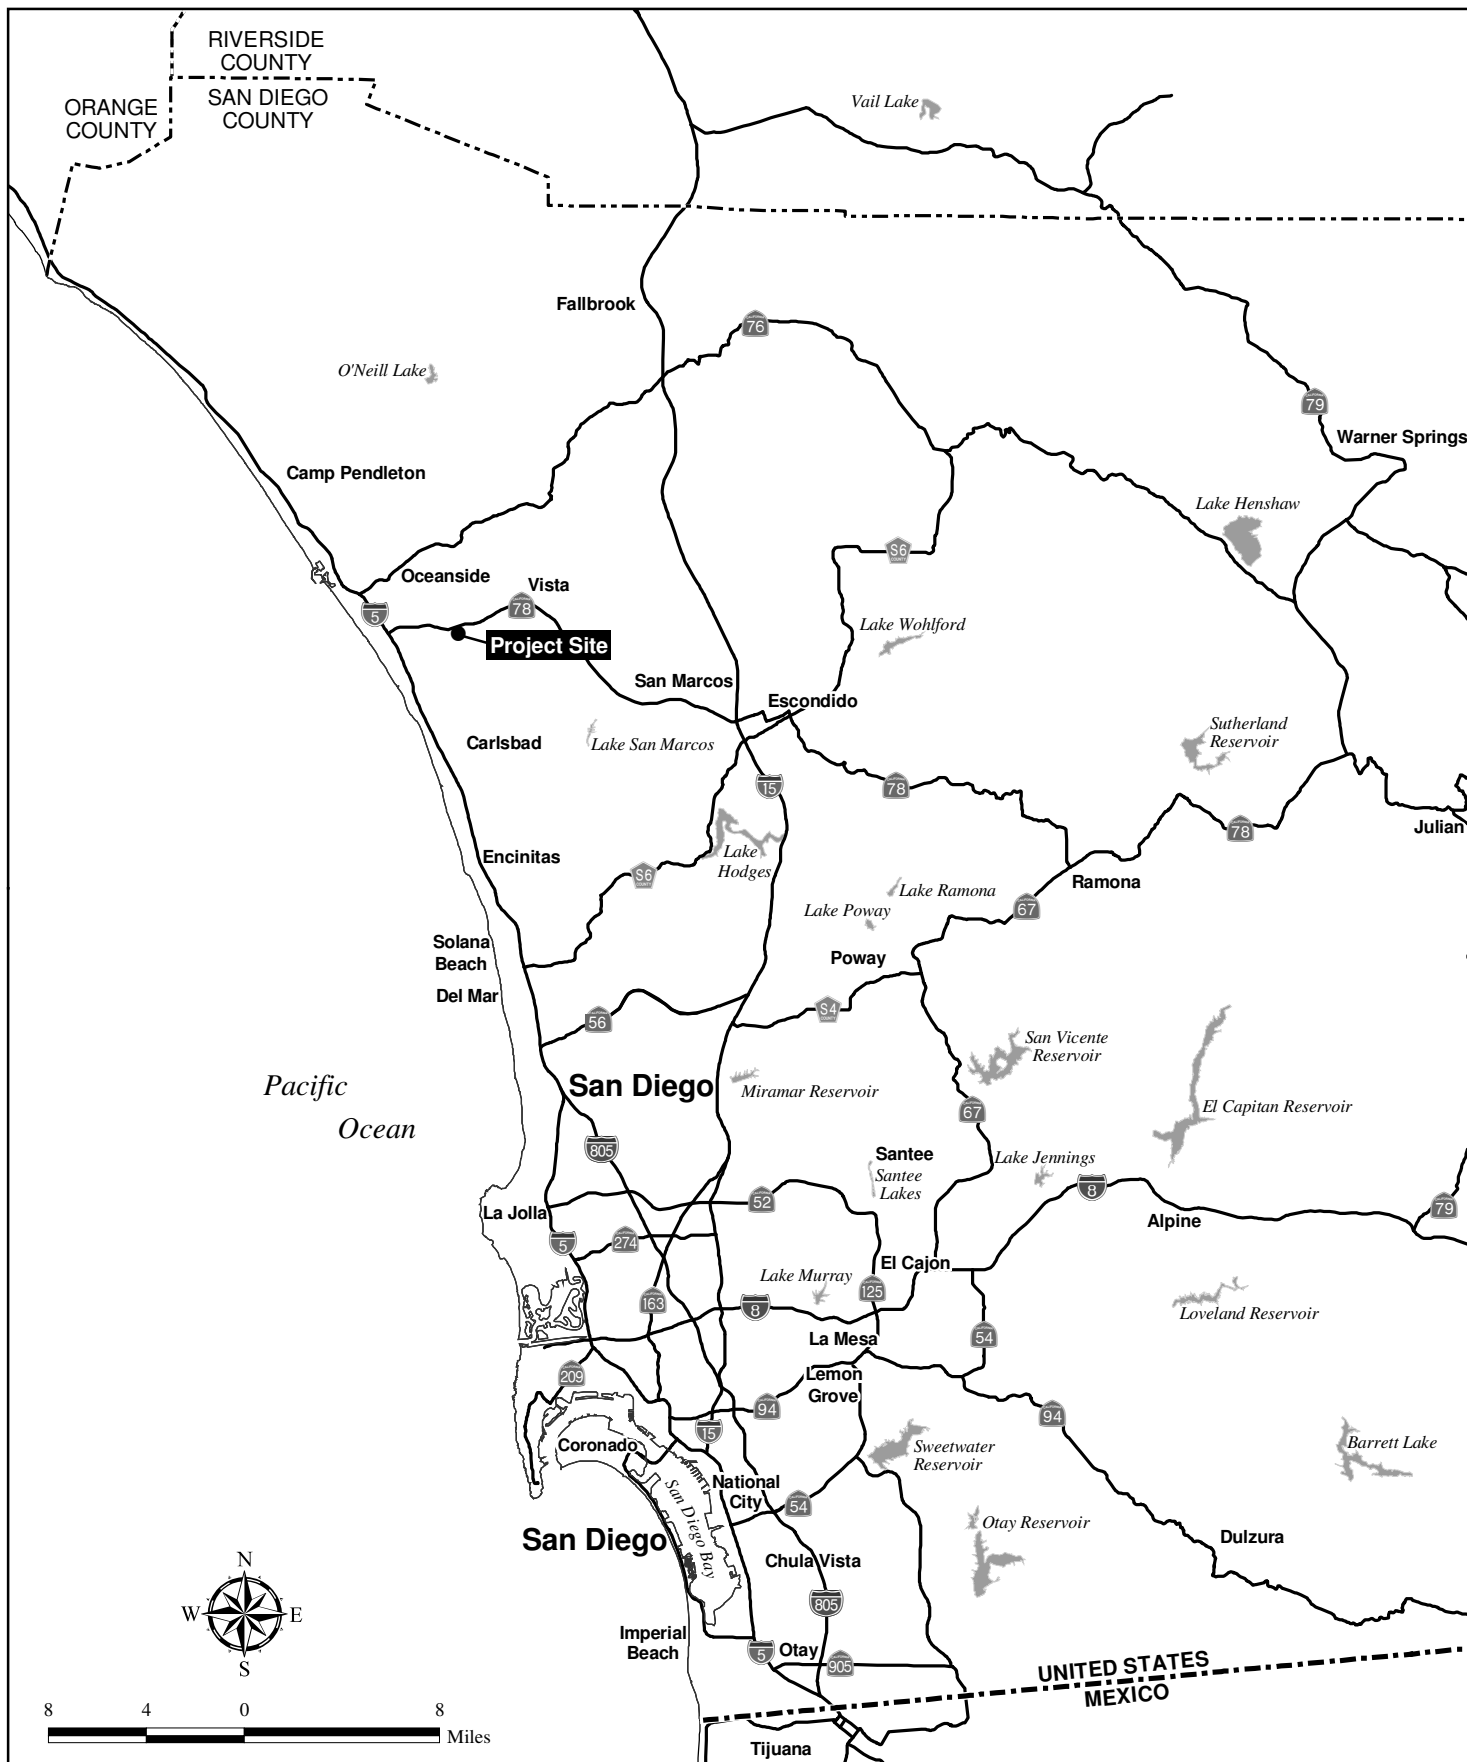 RIVERSIDE
COUNTY
ORANGE
COUNTY
SAN DIEGO
COUNTY
Vail Lake
Fallbrook
76
O'Neill Lake
79
Warner Springs
Camp Pendleton
Lake Henshaw
S6
COUNTY
Oceanside
Vista
78
5
Project Site
Lake Wohlford
San Marcos
Escondido
Carlsbad
Lake San Marcos
Sutherland
Reservoir
15
78
78
Julian
Encinitas
Lake
Hodges
S6
COUNTY
Ramona
Lake Ramona
67
Lake Poway
Solana
Beach
Poway
Del Mar
S4
COUNTY
56
San Vicente
Reservoir
Pacific
Ocean
San Diego
Miramar Reservoir
67
El Capitan Reservoir
805
Santee
Santee
Lakes
Lake Jennings
8
52
79
La Jolla
Alpine
5
274
El Cajon
Lake Murray
125
163
8
Loveland Reservoir
La Mesa
54
209
Lemon
Grove
94
94
15
Coronado
Sweetwater
Reservoir
Barrett Lake
National
City
54
San Diego Bay
San Diego
Otay Reservoir
Dulzura
Chula Vista
805
N
W
E
S
Imperial
Beach
5
Otay
905
UNITED STATES
MEXICO
8
4
0
8
Miles
Tijuana